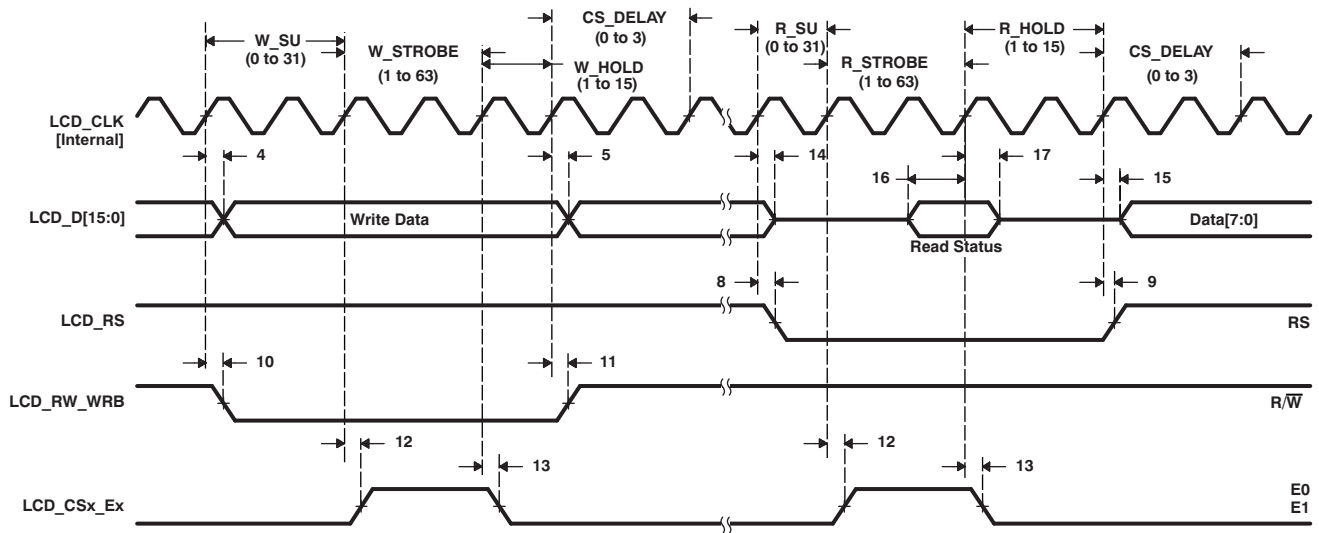 CS_DELAY
(0 to 3)
W_SU
(0 to 31)
W_STROBE
(1 to 63)
W_HOLD
(1 to 15)
R_SU
(0 to 31)
R_STROBE
(1 to 63)
R_HOLD
(1 to 15)
CS_DELAY
(0 to 3)
LCD_CLK
[Internal]
4
5
14
17
16
15
LCD_D[15:0]
Write Data
Read Status
Data[7:0]
8
9
LCD_RS
RS
10
11
LCD_RW_WRB
R/W
12
13
12
13
LCD_CSx_Ex
E0
E1